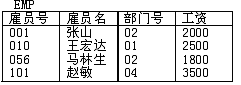 EMP
雇员号 雇员名 部门号 工资
001 张山 02 2000
010 王宏达 01 2500
056 马林生 02 1800
101 赵敏 04 3500